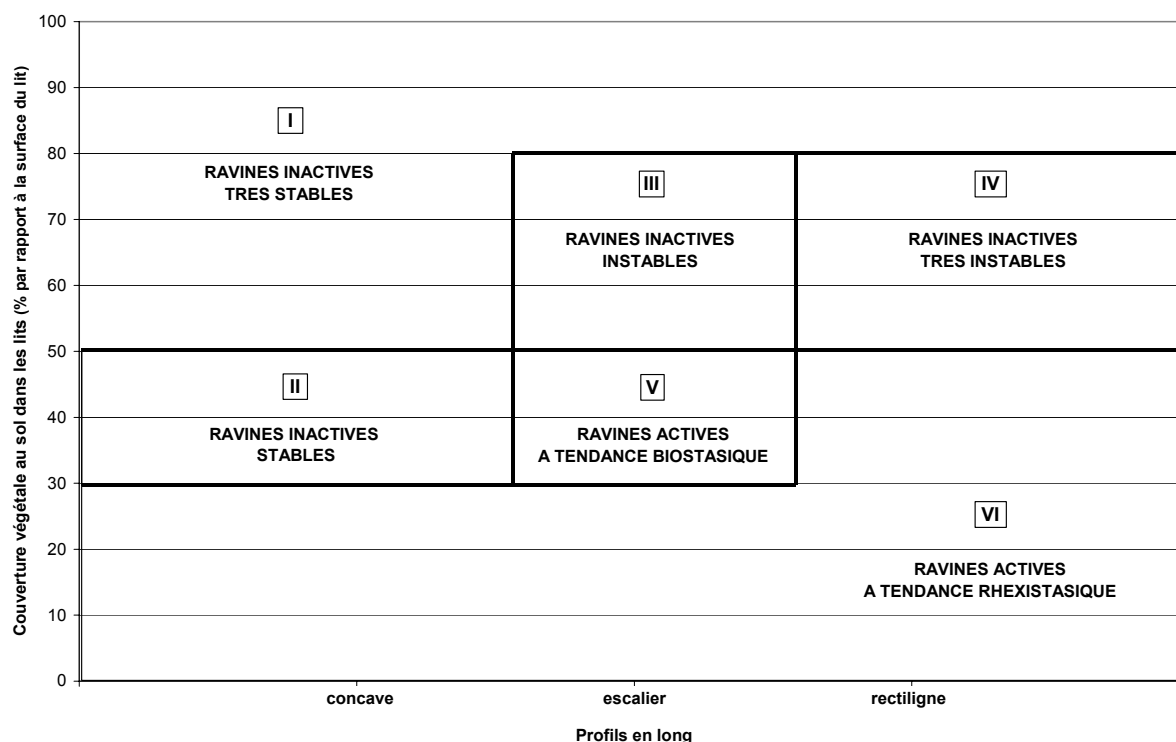 Couverture végétale au sol dans les lits (% par rapport à la surface du lit)
100
90
80
70
60
50
40
30
20
10
0
I
RAVINES INACTIVES
TRES STABLES
III
RAVINES INACTIVES
INSTABLES
IV
RAVINES INACTIVES
TRES INSTABLES
II
RAVINES INACTIVES
STABLES
V
RAVINES ACTIVES
A TENDANCE BIOSTASIQUE
VI
RAVINES ACTIVES
A TENDANCE RHEXISTASIQUE
concave
escalier
rectiligne
Profils en long